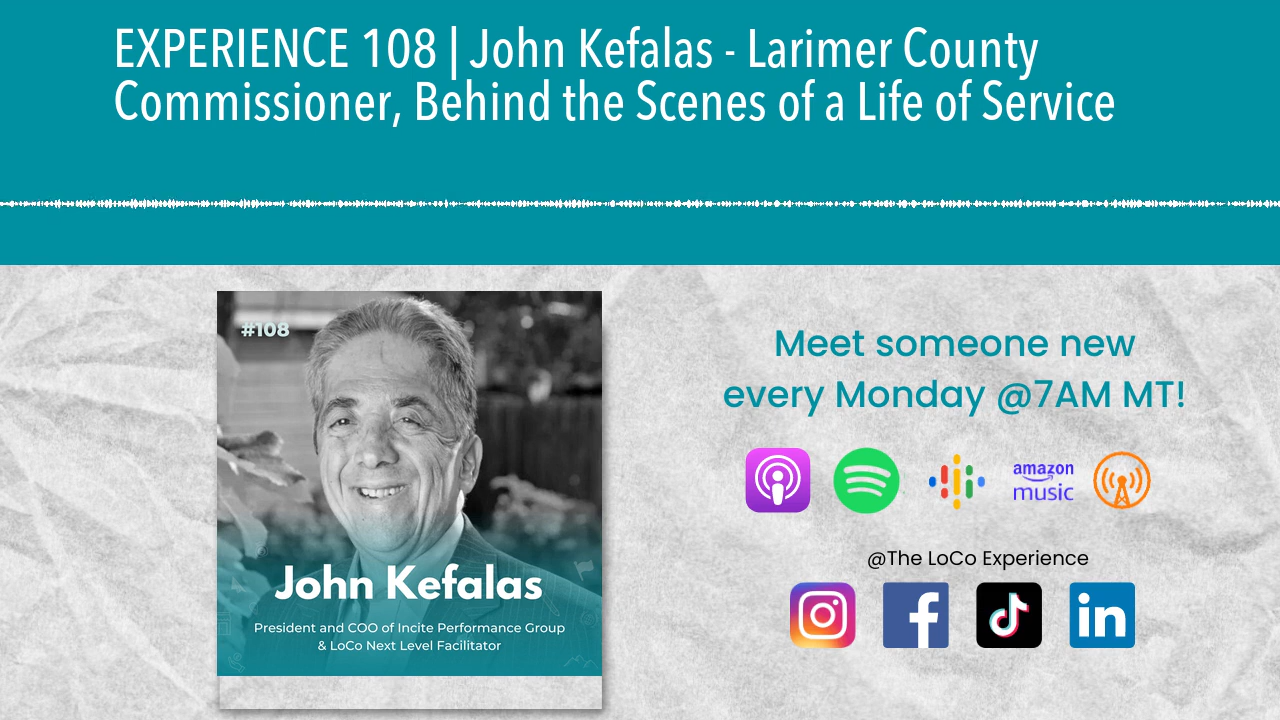 EXPERIENCE 108 | John Kefalas - Larimer County
Commissioner, Behind the Scenes of a Life of Service
#108
John Kefalas
President and COO of Incite Performance Group
& LoCo Next Level Facilitator
Meet someone new
every Monday @7AM MT!
amazon
music
@The LoCo Experience
in